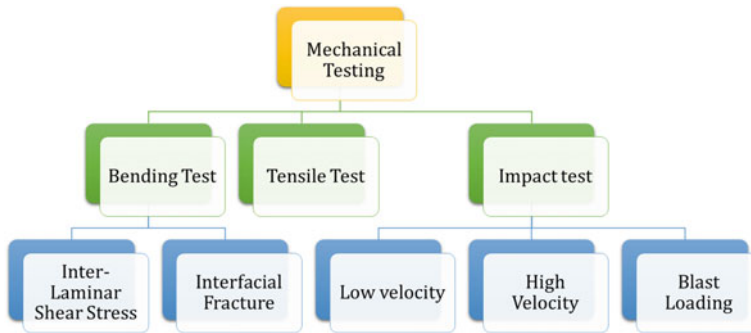 Mechanical
Testing
Bending Test
Tensile Test
Impact test
Inter-
Laminar
Shear Stress
Interfacial
Fracture
Low velocity
High
Velocity
Blast
Loading